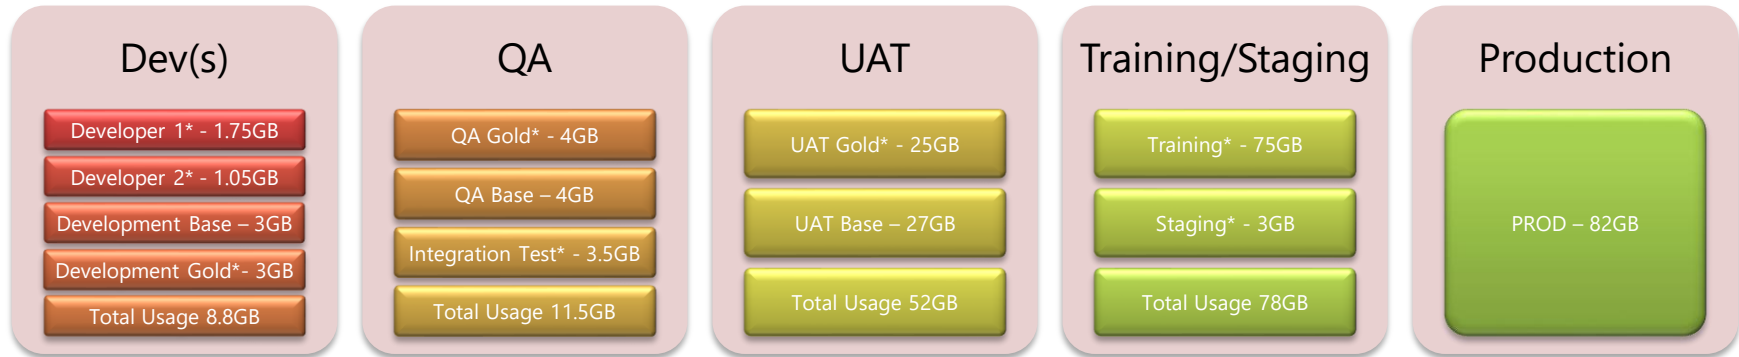 Dev(s)
Developer 1* - 1.75GB
Developer 2* - 1.05GB
Development Base – 3GB
Development Gold*- 3GB
Total Usage 8.8GB
QA
QA Gold* - 4GB
QA Base – 4GB
Integration Test* - 3.5GB
Total Usage 11.5GB
UAT
UAT Gold* - 25GB
UAT Base – 27GB
Total Usage 52GB
Training/Staging
Training* - 75GB
Staging* - 3GB
Total Usage 78GB
Production
PROD – 82GB